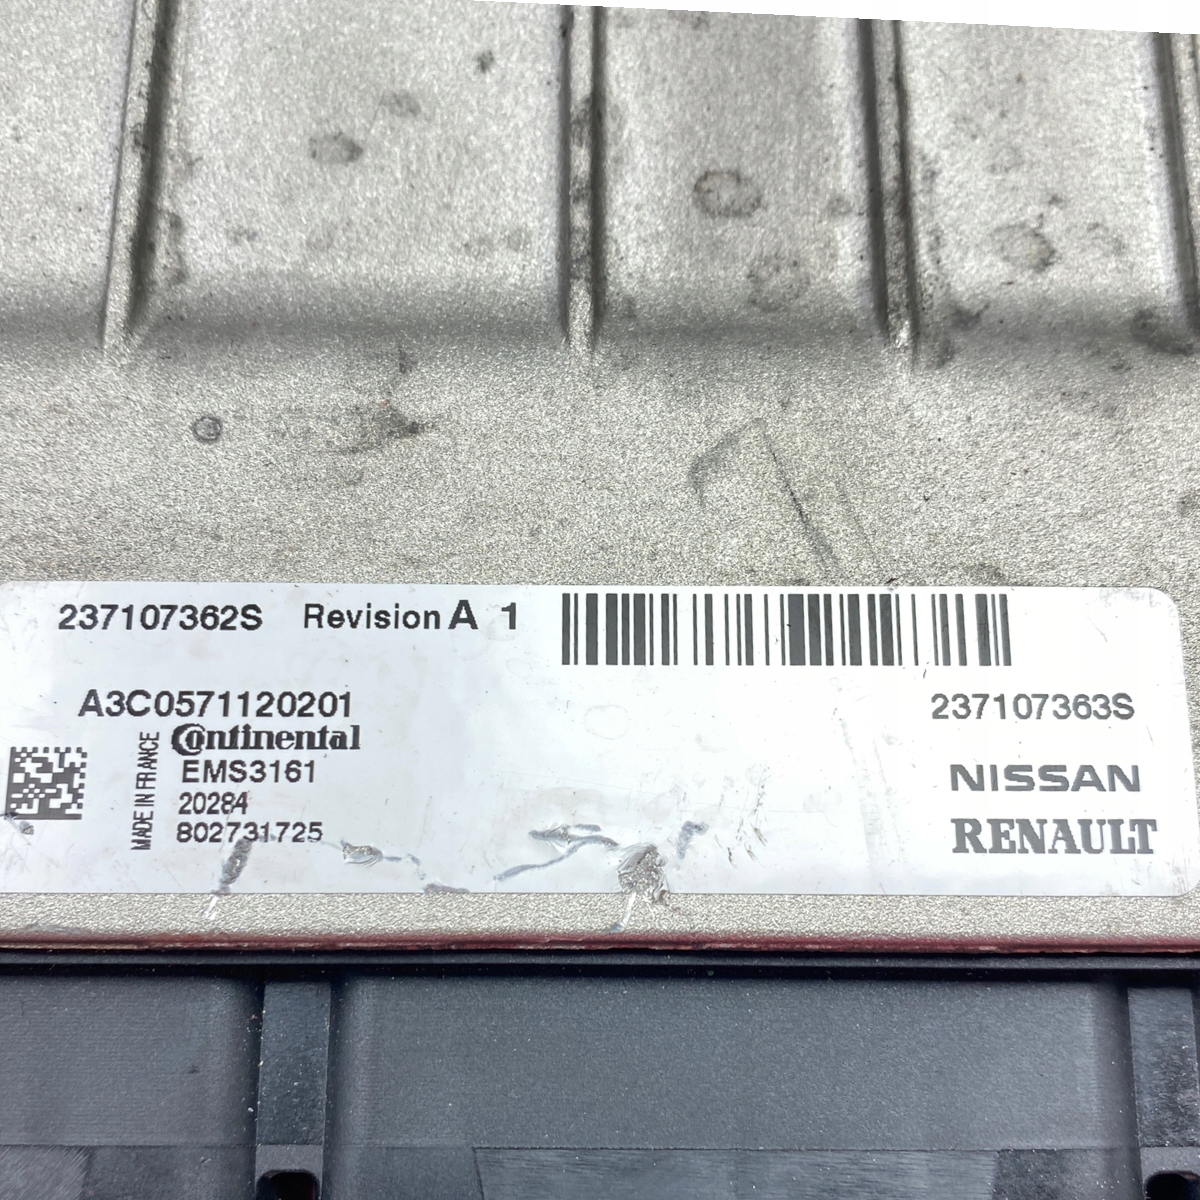 237107362S Revision A 1
A3C0571120201
237107363S
Continental
MADE IN FRANCE
EMS3161
NISSAN
20284
802731725
RENAULT